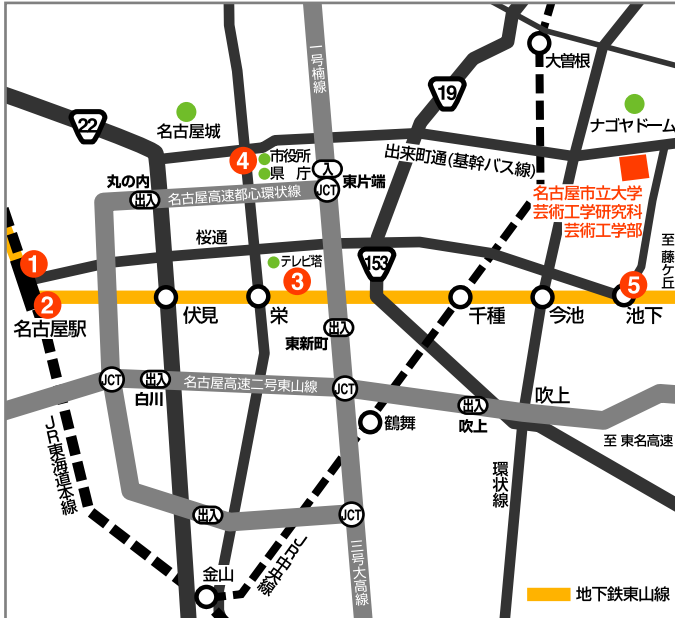 一号楠線
大曽根
19
22
名古屋城
ナゴヤドーム
4
市役所
県 庁
出来町通(基幹バス線)
入
丸の内
東片端
JCT
出入
名古屋高速都心環状線
名古屋市立大学
芸術工学研究科
芸術工学部
桜通
至 藤ヶ丘
1
テレビ塔
153
3
5
2
名古屋駅
伏見
栄
千種
今池
池下
出入
東新町
JCT
出入
名古屋高速二号東山線
JCT
白川
出入
吹上
吹上
鶴舞
至 東名高速
JR東海道本線
環状線
出入
JCT
JR中央線
三号大高線
金山
地下鉄東山線